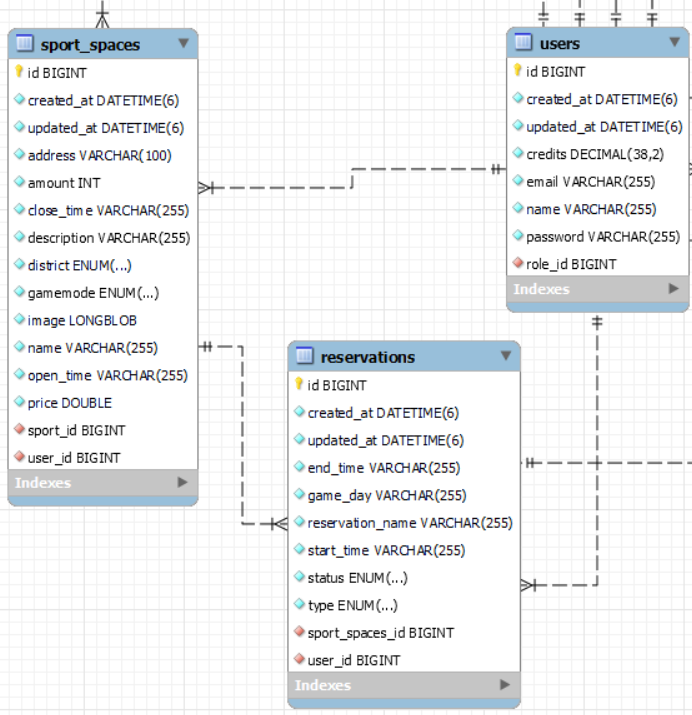 sport_spaces
id BIGINT
created_at DATETIME(6)
updated_at DATETIME(6)
address VARCHAR(100)
amount INT
close_time VARCHAR(255)
description VARCHAR(255)
district ENUM(...)
gamemode ENUM(...)
image LONGBLOB
name VARCHAR(255)
open_time VARCHAR(255)
price DOUBLE
sport_id BIGINT
user_id BIGINT
Indexes
users
id BIGINT
created_at DATETIME(6)
updated_at DATETIME(6)
credits DECIMAL(38,2)
email VARCHAR(255)
name VARCHAR(255)
password VARCHAR(255)
role_id BIGINT
Indexes
reservations
id BIGINT
created_at DATETIME(6)
updated_at DATETIME(6)
end_time VARCHAR(255)
game_day VARCHAR(255)
reservation_name VARCHAR(255)
start_time VARCHAR(255)
status ENUM(...)
type ENUM(...)
sport_spaces_id BIGINT
user_id BIGINT
Indexes